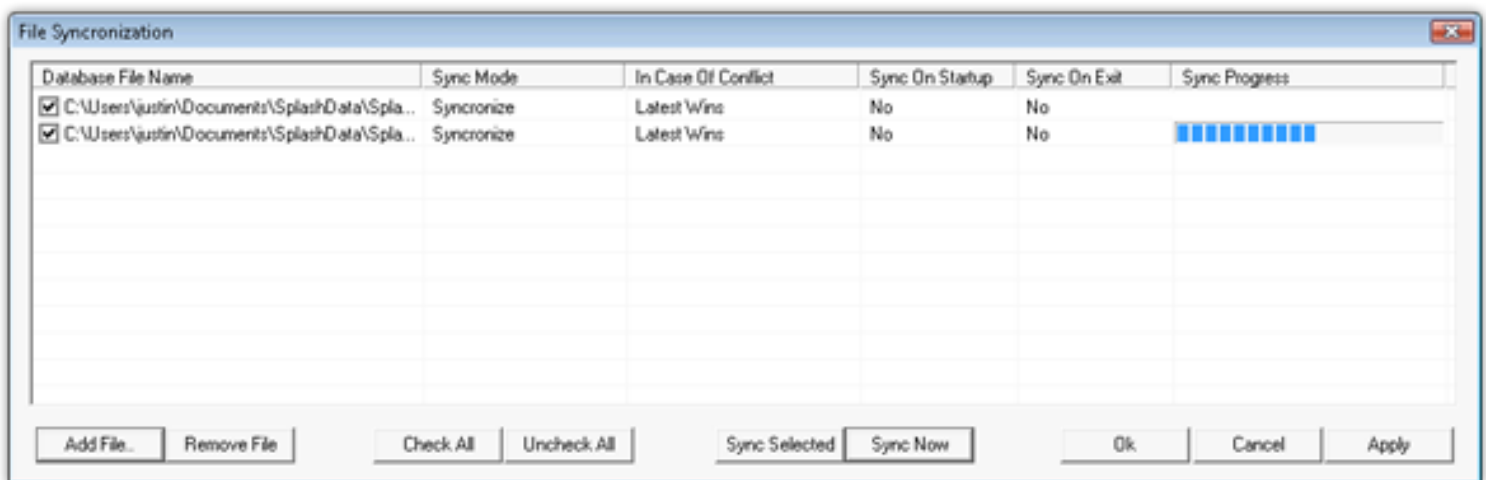 File Syncronization
Database File Name Sync Mode In Case Of Conflict Sync On Startup Sync On Exit Sync Progress
C:\Users\justin\Documents\SplashData\Spla... Syncronize Latest Wins No No
C:\Users\justin\Documents\SplashData\Spla... Syncronize Latest Wins No No
Add File.. Remove File Check All Uncheck All Sync Selected Sync Now Ok Cancel Apply